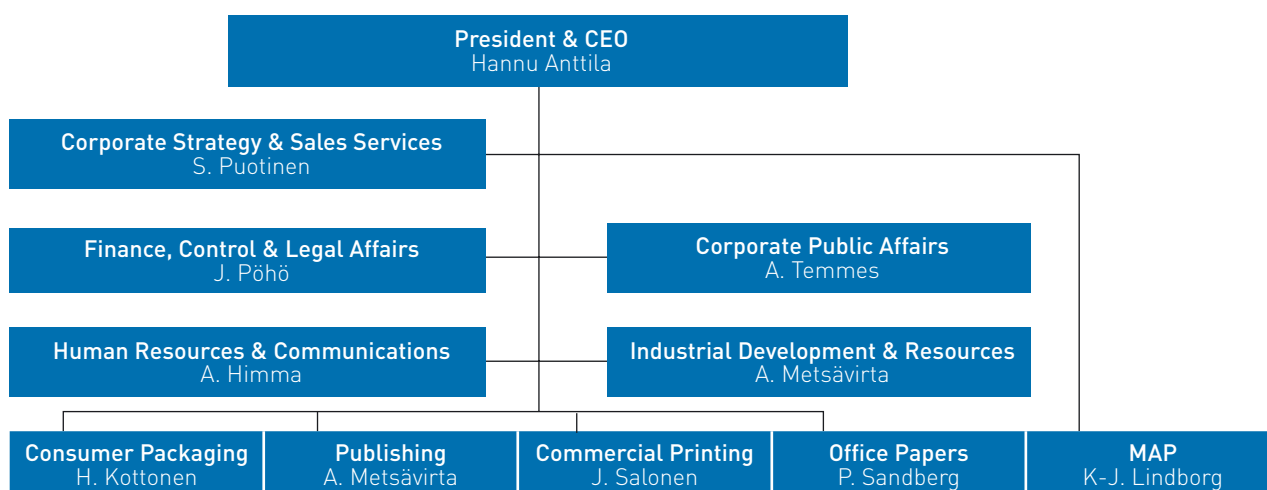 President & CEO
Hannu Anttila
Corporate Strategy & Sales Services
S. Puotinen
Finance, Control & Legal Affairs
J. Pöhö
Corporate Public Affairs
A. Temmes
Human Resources & Communications
A. Himma
Industrial Development & Resources
A. Metsävirta
Consumer Packaging
H. Kottonen
Publishing
A. Metsävirta
Commercial Printing
J. Salonen
Office Papers
P. Sandberg
MAP
K-J. Lindborg